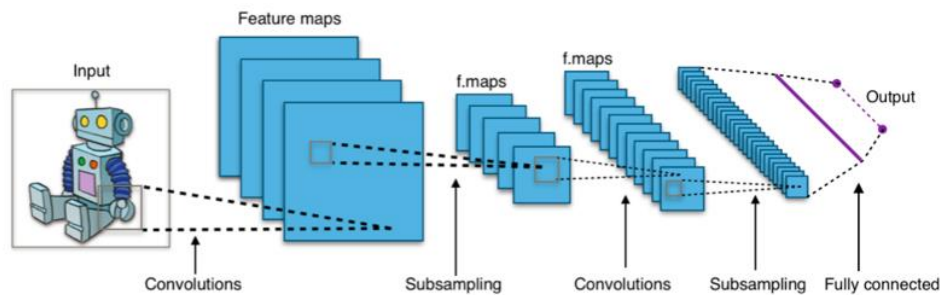 Feature maps
Input
f.maps
f.maps
Output
Convolutions
Subsampling
Convolutions
Subsampling
Fully connected